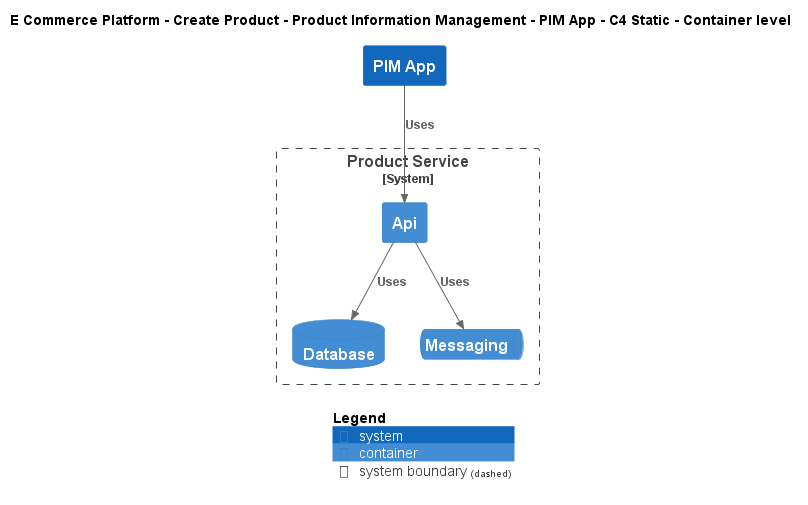 E Commerce Platform - Create Product - Product Information Management - PIM App - C4 Static - Container level
PIM App
Uses
Product Service
[System]
Api
Uses
Uses
Database
Messaging
Legend
system
container
system boundary (dashed)